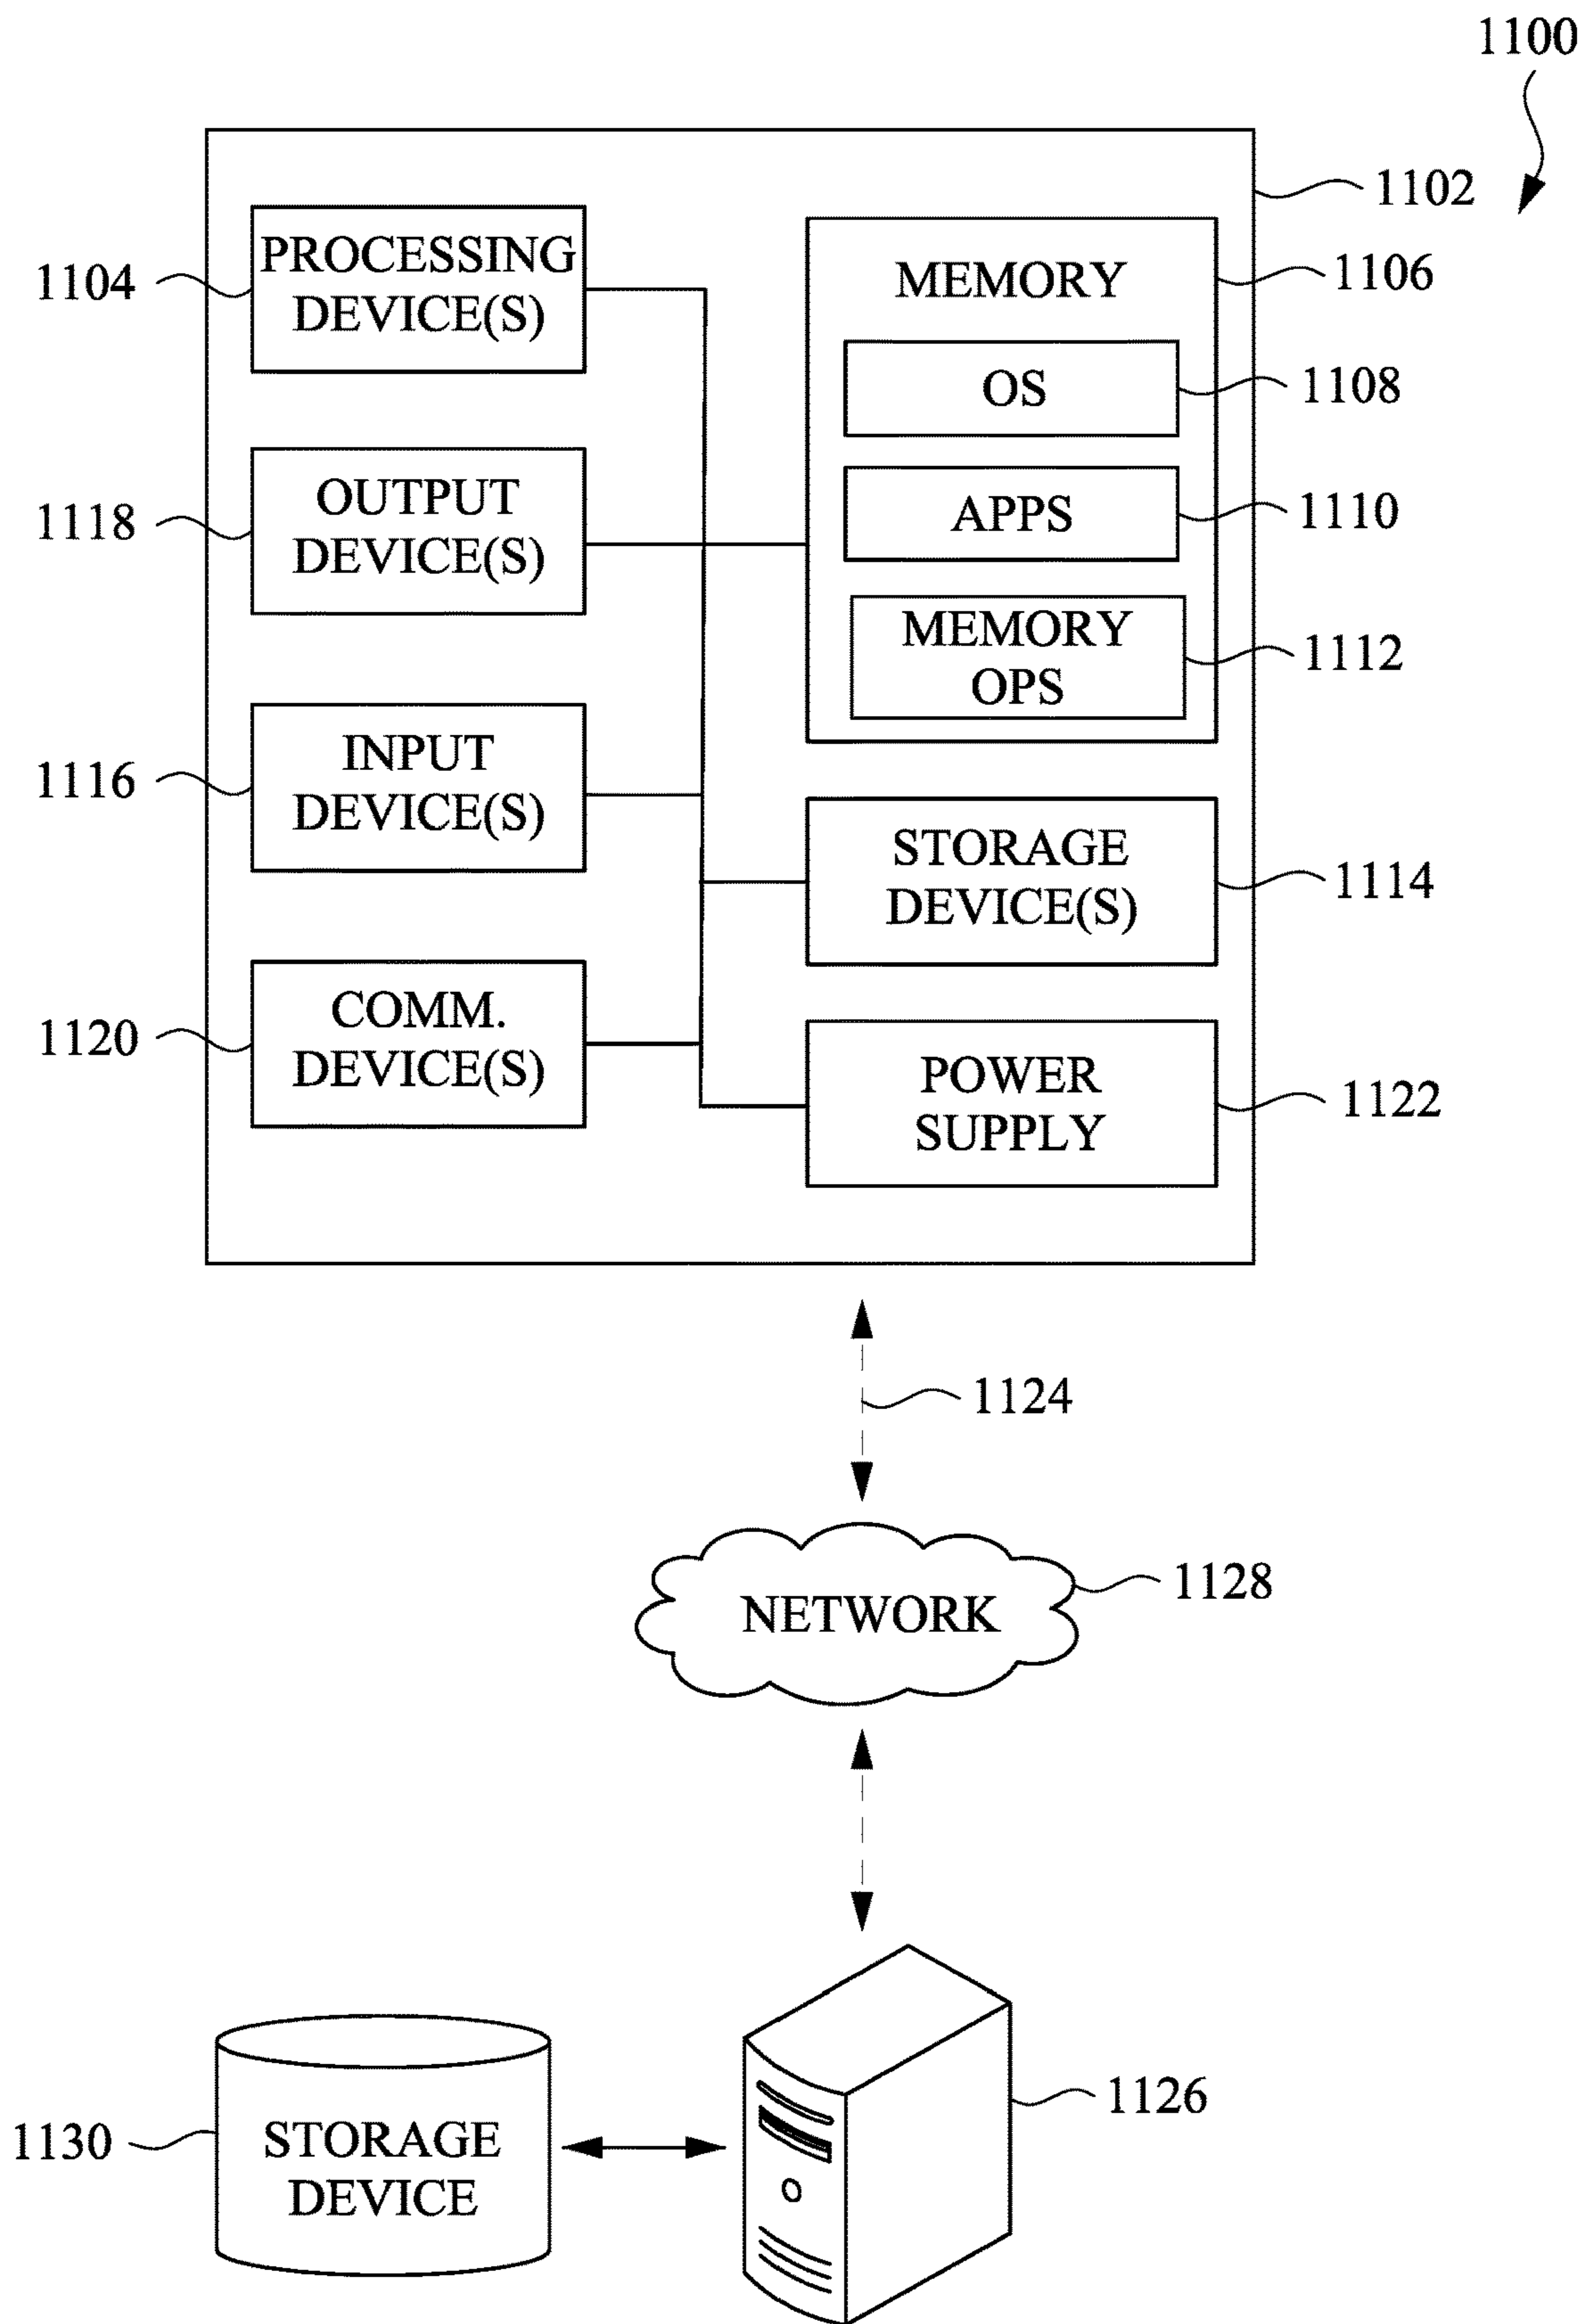 1100
1102
PROCESSING
DEVICE(S)
1104
MEMORY
1106
OS
1108
OUTPUT
DEVICE(S)
1118
APPS
1110
MEMORY
OPS
1112
INPUT
DEVICE(S)
1116
STORAGE
DEVICE(S)
1114
COMM.
DEVICE(S)
1120
POWER
SUPPLY
1122
1124
NETWORK
1128
1126
1130
STORAGE
DEVICE